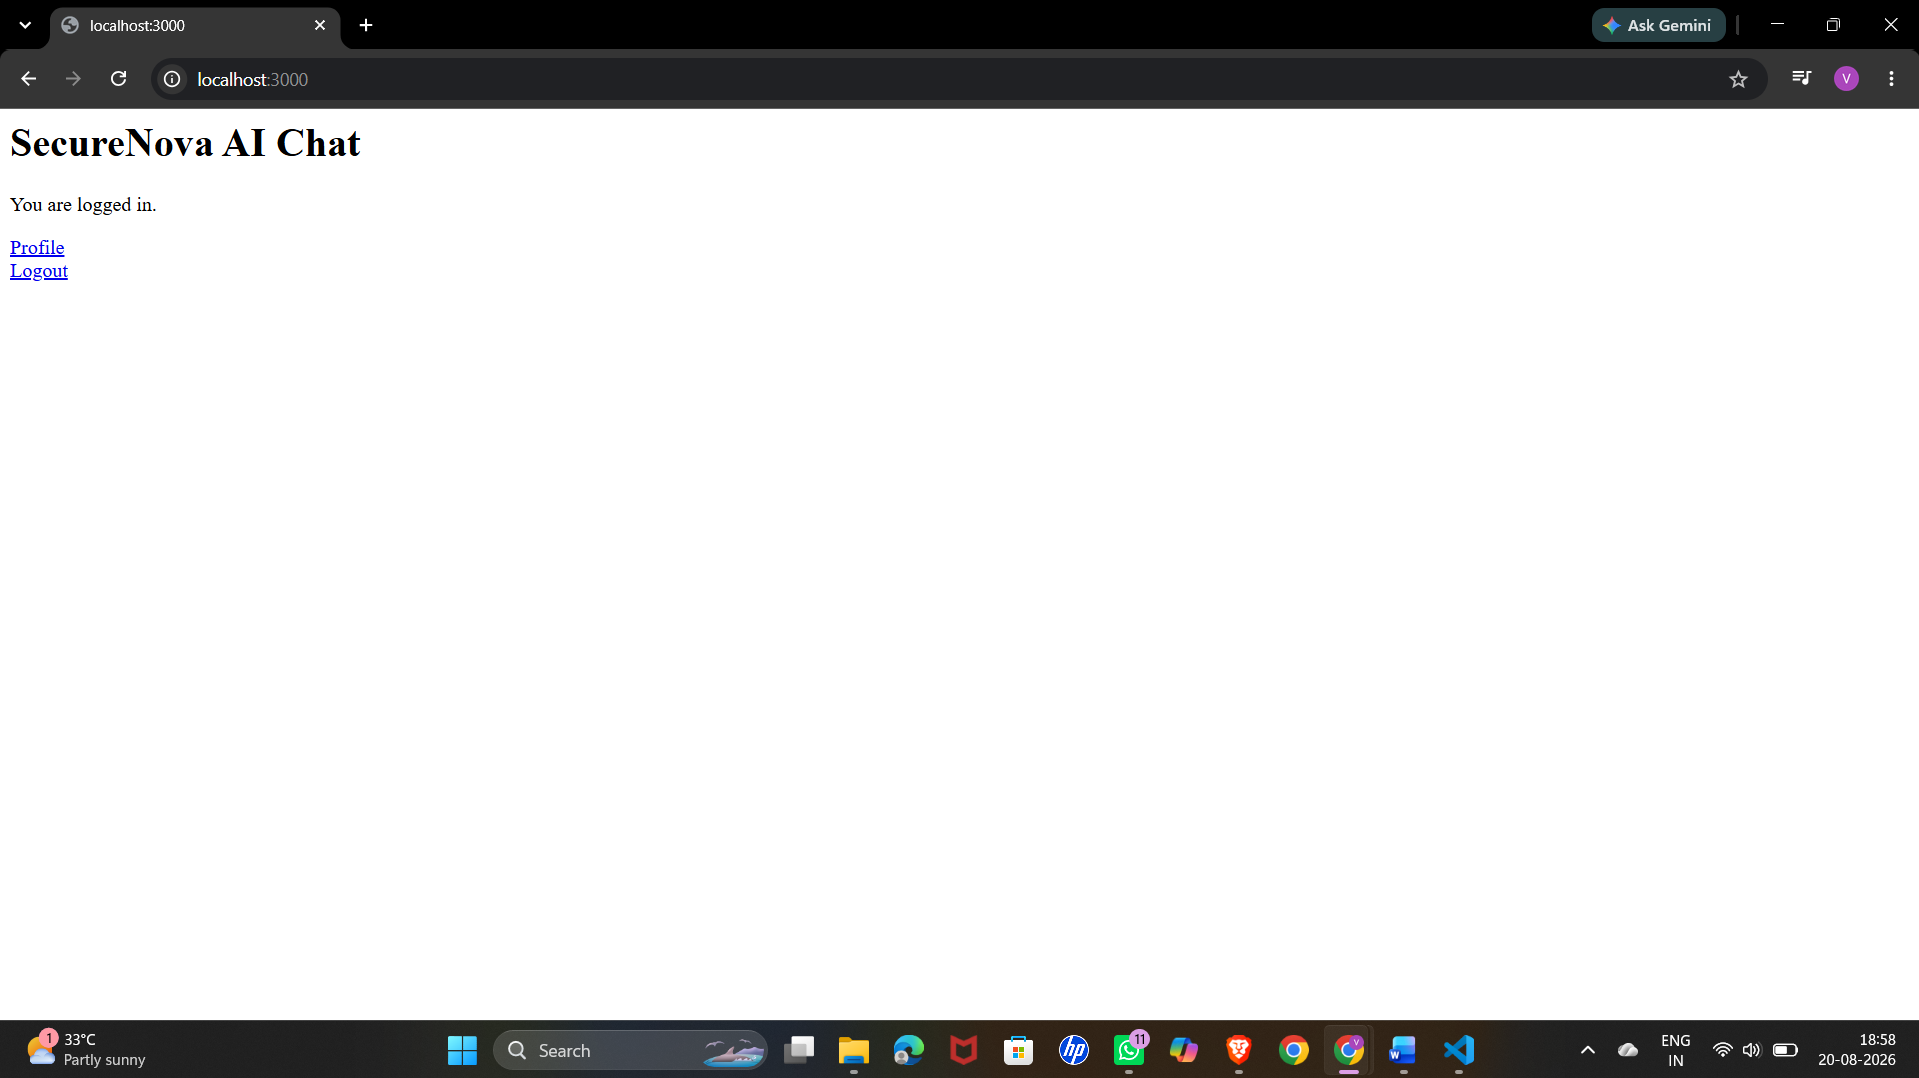 localhost:3000
Ask Gemini
localhost:3000
V
SecureNova AI Chat
You are logged in.
Profile
Logout
1
33°C
Partly sunny
Search
hp
11
V
W
ENG
IN
18:58
20-08-2026